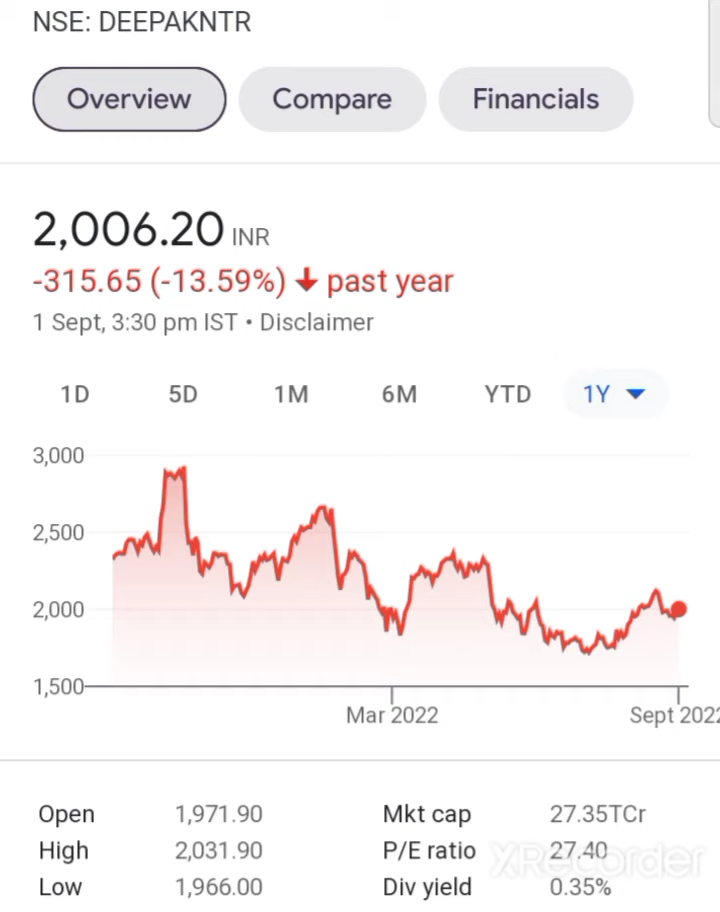 NSE: DEEPAKNTR
Overview Compare Financials
2,006.20 INR
-315.65 (-13.59%) ↓ past year
1 Sept, 3:30 pm IST • Disclaimer
1D 5D 1M 6M YTD 1Y
3,000
2,500
2,000
1,500
Mar 2022 Sept 2022
Open 1,971.90 Mkt cap 27.35TCr
High 2,031.90 P/E ratio 27.40
Low 1,966.00 Div yield 0.35%
XRecorder